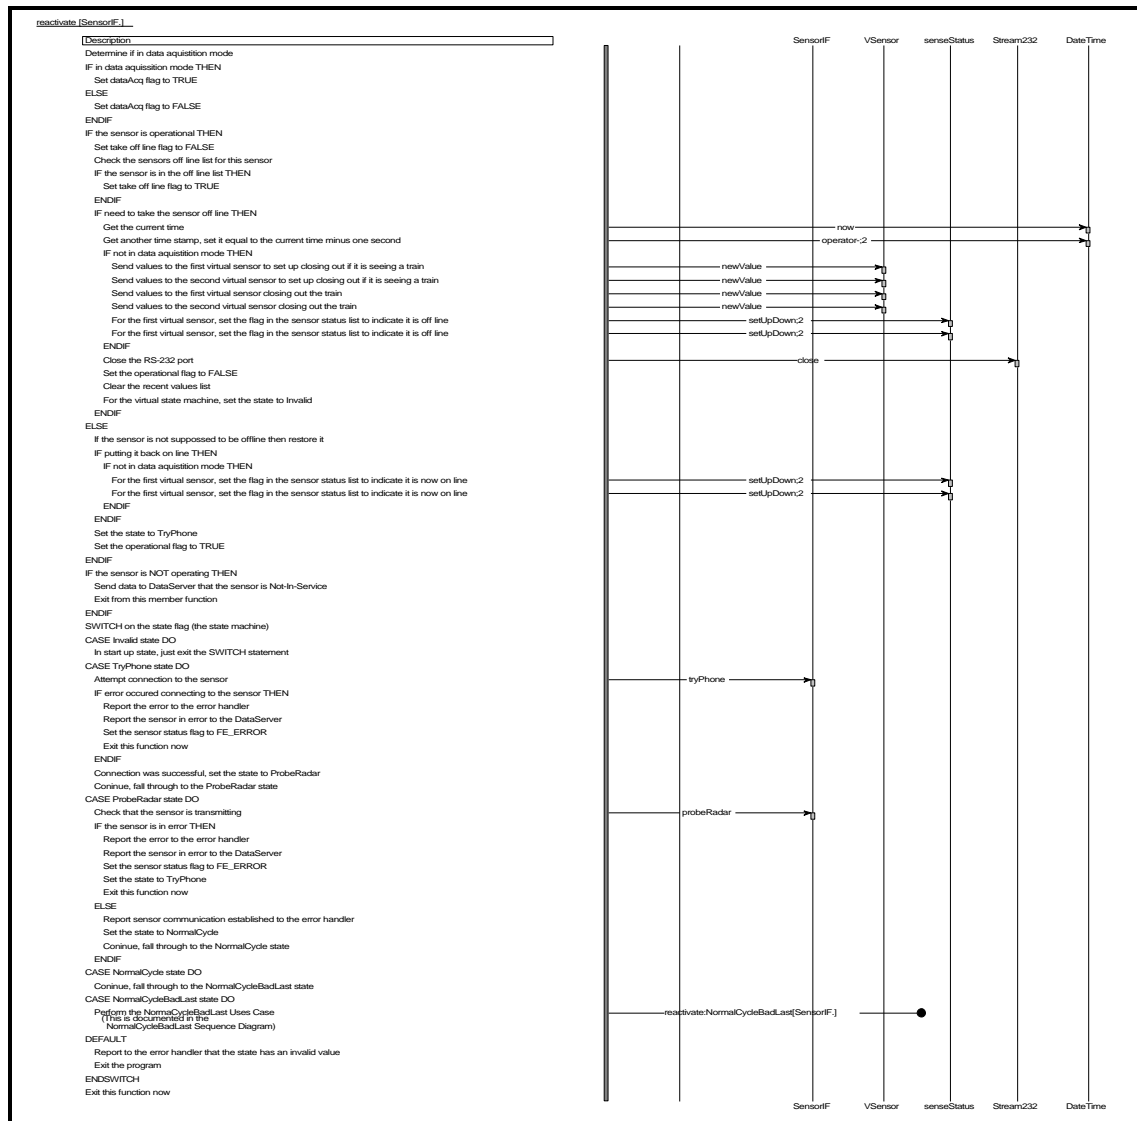 reactivate [SensorIF.]
Description SensorIF VSensor senseStatus Stream232 DateTime
Determine if in data aquistition mode
IF in data aquissition mode THEN
Set dataAcq flag to TRUE
ELSE
Set dataAcq flag to FALSE
ENDIF
IF the sensor is operational THEN
Set take off line flag to FALSE
Check the sensors off line list for this sensor
IF the sensor is in the off line list THEN
Set take off line flag to TRUE
ENDIF
IF need to take the sensor off line THEN
Get the current time now
Get another time stamp, set it equal to the current time minus one second operator-;2
IF not in data aquistition mode THEN
Send values to the first virtual sensor to set up closing out if it is seeing a train newValue
Send values to the second virtual sensor to set up closing out if it is seeing a train newValue
Send values to the first virtual sensor closing out the train newValue
Send values to the second virtual sensor closing out the train newValue
For the first virtual sensor, set the flag in the sensor status list to indicate it is off line setUpDown;2
For the first virtual sensor, set the flag in the sensor status list to indicate it is off line setUpDown;2
ENDIF
Close the RS-232 port close
Set the operational flag to FALSE
Clear the recent values list
For the virtual state machine, set the state to Invalid
ENDIF
ELSE
If the sensor is not suppossed to be offline then restore it
IF putting it back on line THEN
IF not in data aquistition mode THEN
For the first virtual sensor, set the flag in the sensor status list to indicate it is now on line setUpDown;2
For the first virtual sensor, set the flag in the sensor status list to indicate it is now on line setUpDown;2
ENDIF
ENDIF
Set the state to TryPhone
Set the operational flag to TRUE
ENDIF
IF the sensor is NOT operating THEN
Send data to DataServer that the sensor is Not-In-Service
Exit from this member function
ENDIF
SWITCH on the state flag (the state machine)
CASE Invalid state DO
In start up state, just exit the SWITCH statement
CASE TryPhone state DO
Attempt connection to the sensor tryPhone
IF error occured connecting to the sensor THEN
Report the error to the error handler
Report the sensor in error to the DataServer
Set the sensor status flag to FE_ERROR
Exit this function now
ENDIF
Connection was successful, set the state to ProbeRadar
Coninue, fall through to the ProbeRadar state
CASE ProbeRadar state DO
Check that the sensor is transmitting probeRadar
IF the sensor is in error THEN
Report the error to the error handler
Report the sensor in error to the DataServer
Set the sensor status flag to FE_ERROR
Set the state to TryPhone
Exit this function now
ELSE
Report sensor communication established to the error handler
Set the state to NormalCycle
Coninue, fall through to the NormalCycle state
ENDIF
CASE NormalCycle state DO
Coninue, fall through to the NormalCycleBadLast state
CASE NormalCycleBadLast state DO
Perform the NormaCycleBadLast Uses Case reactivate:NormalCycleBadLast[SensorIF.]
(This is documented in the
NormalCycleBadLast Sequence Diagram)
DEFAULT
Report to the error handler that the state has an invalid value
Exit the program
ENDSWITCH
Exit this function now
SensorIF VSensor senseStatus Stream232 DateTime